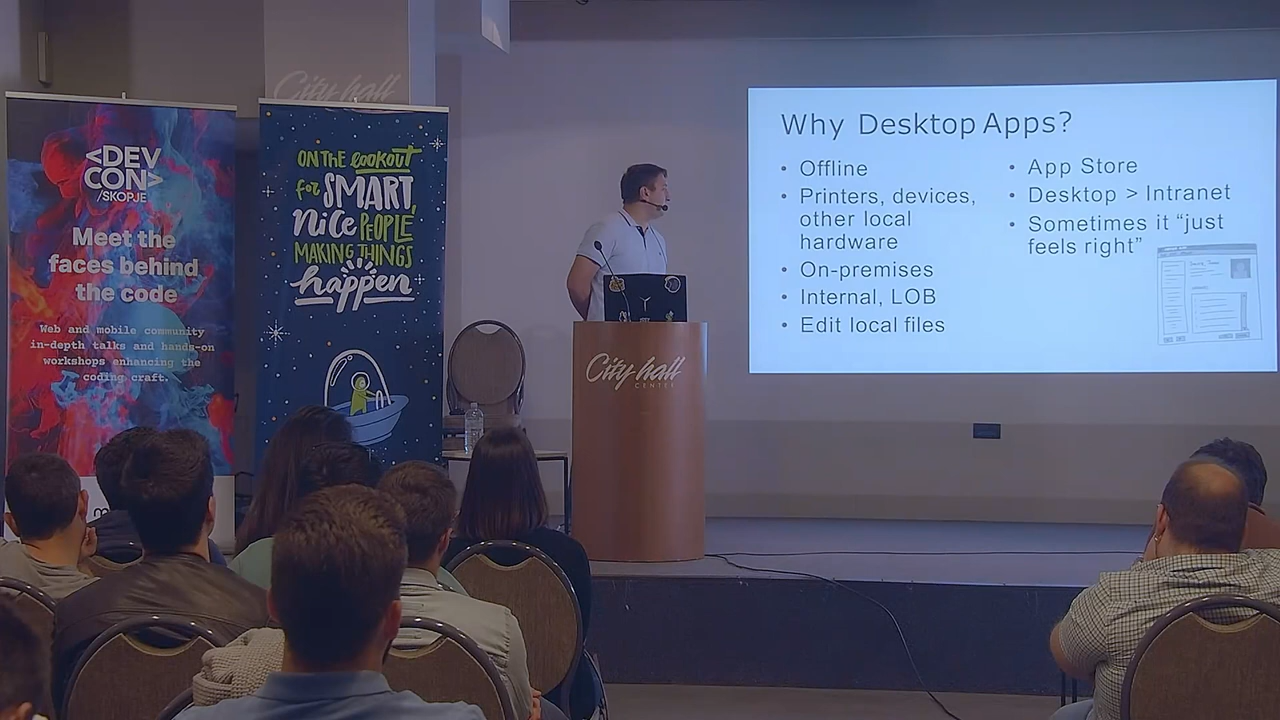 City hall
<DEV
CON>
/SKOPJE
Meet the
faces behind
the code
Web and mobile community
in-depth talks and hands-on
workshops enhancing the
coding craft.
ON THE lookout
for SMART,
Nice PEOPLE
MAKING THINGS
happen
City hall
CENTER
Why Desktop Apps?
• Offline
• Printers, devices,
other local
hardware
• On-premises
• Internal, LOB
• Edit local files
• App Store
• Desktop > Intranet
• Sometimes it “just
feels right”